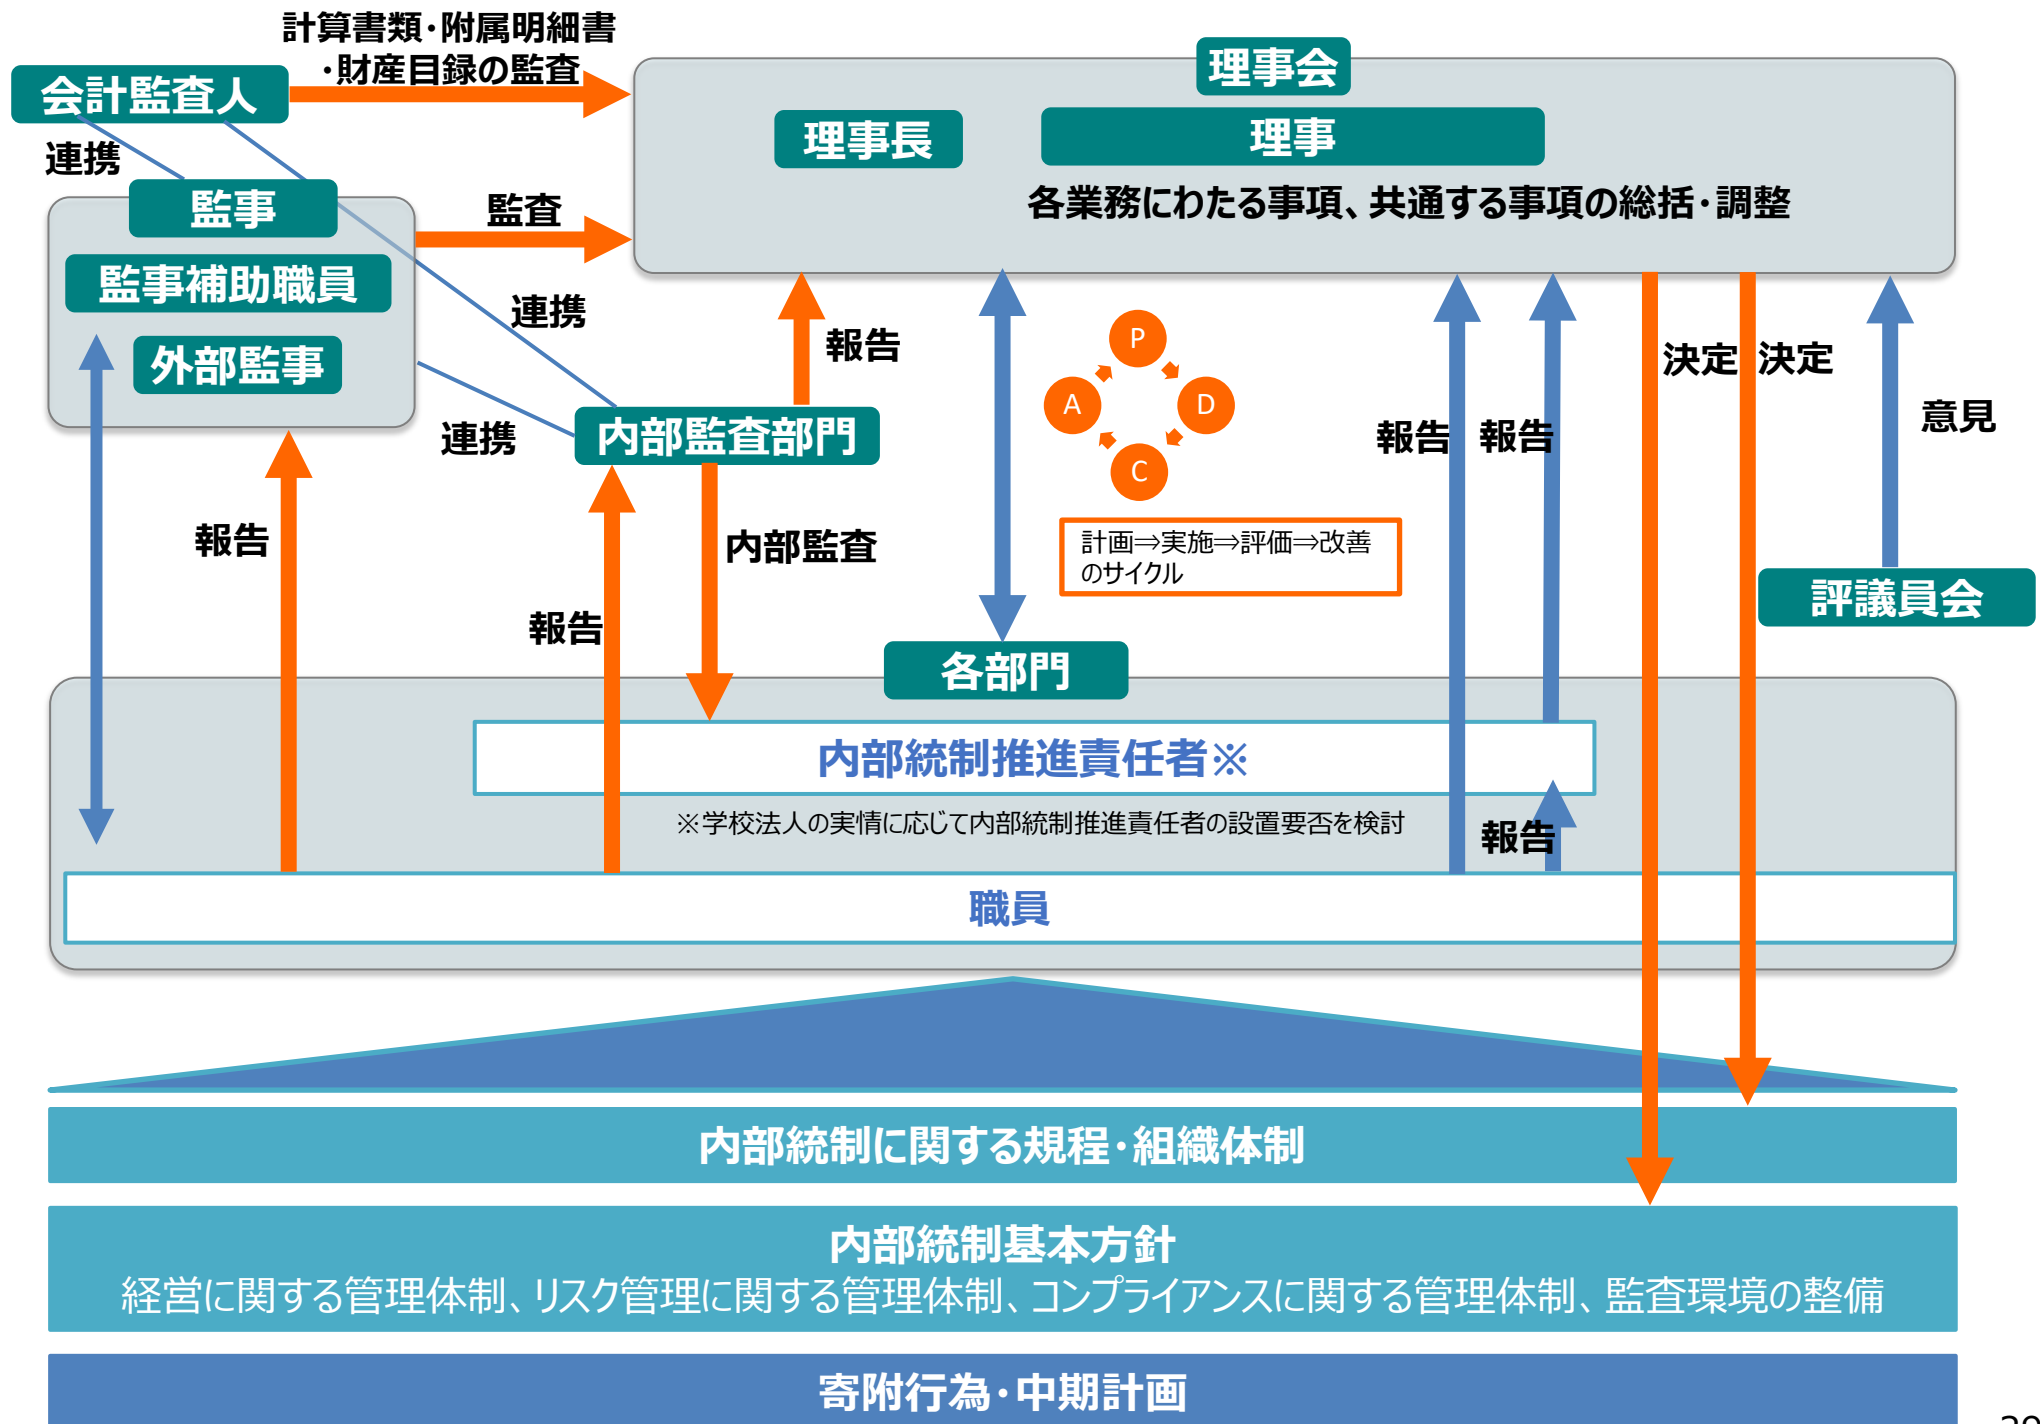 計算書類・附属明細書
・財産目録の監査
会計監査人
理事会
理事長
理事
各業務にわたる事項、共通する事項の総括・調整
連携
監事
監査
監事補助職員
外部監事
連携
報告
P
D
C
A
決定
決定
意見
連携
内部監査部門
報告
報告
報告
内部監査
計画⇒実施⇒評価⇒改善
のサイクル
評議員会
報告
各部門
内部統制推進責任者※
※学校法人の実情に応じて内部統制推進責任者の設置要否を検討
報告
職員
内部統制に関する規程・組織体制
内部統制基本方針
経営に関する管理体制、リスク管理に関する管理体制、コンプライアンスに関する管理体制、監査環境の整備
寄附行為・中期計画